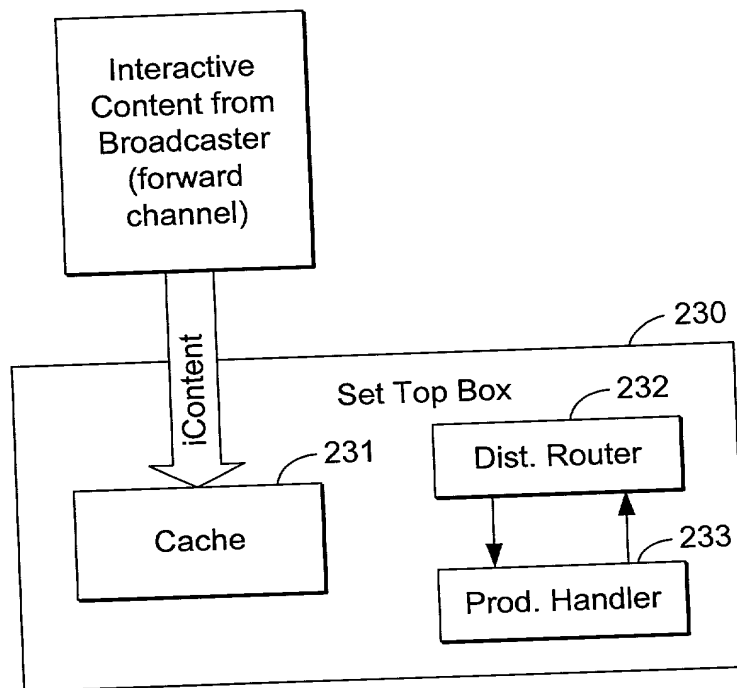 Interactive
Content from
Broadcaster
(forward
channel)
iContent
230
Set Top Box
232
Dist. Router
231
Cache
233
Prod. Handler